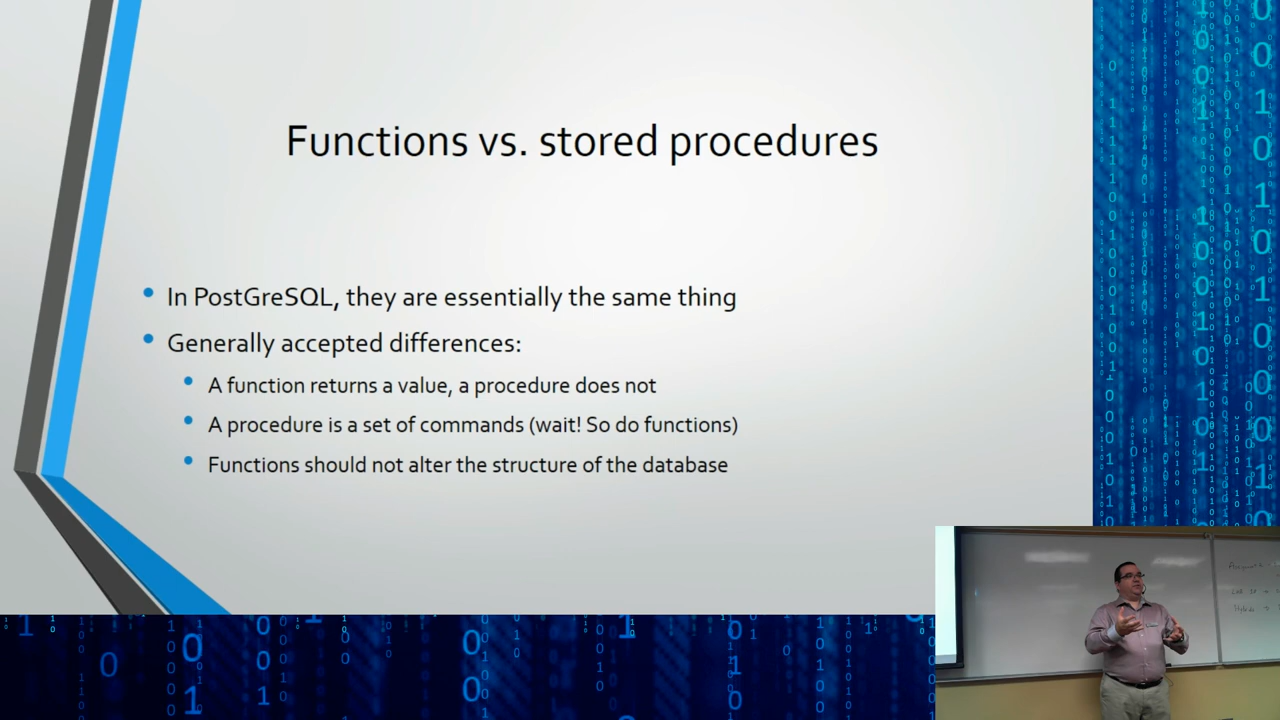 Functions vs. stored procedures
In PostGreSQL, they are essentially the same thing
Generally accepted differences:
A function returns a value, a procedure does not
A procedure is a set of commands (wait! So do functions)
Functions should not alter the structure of the database